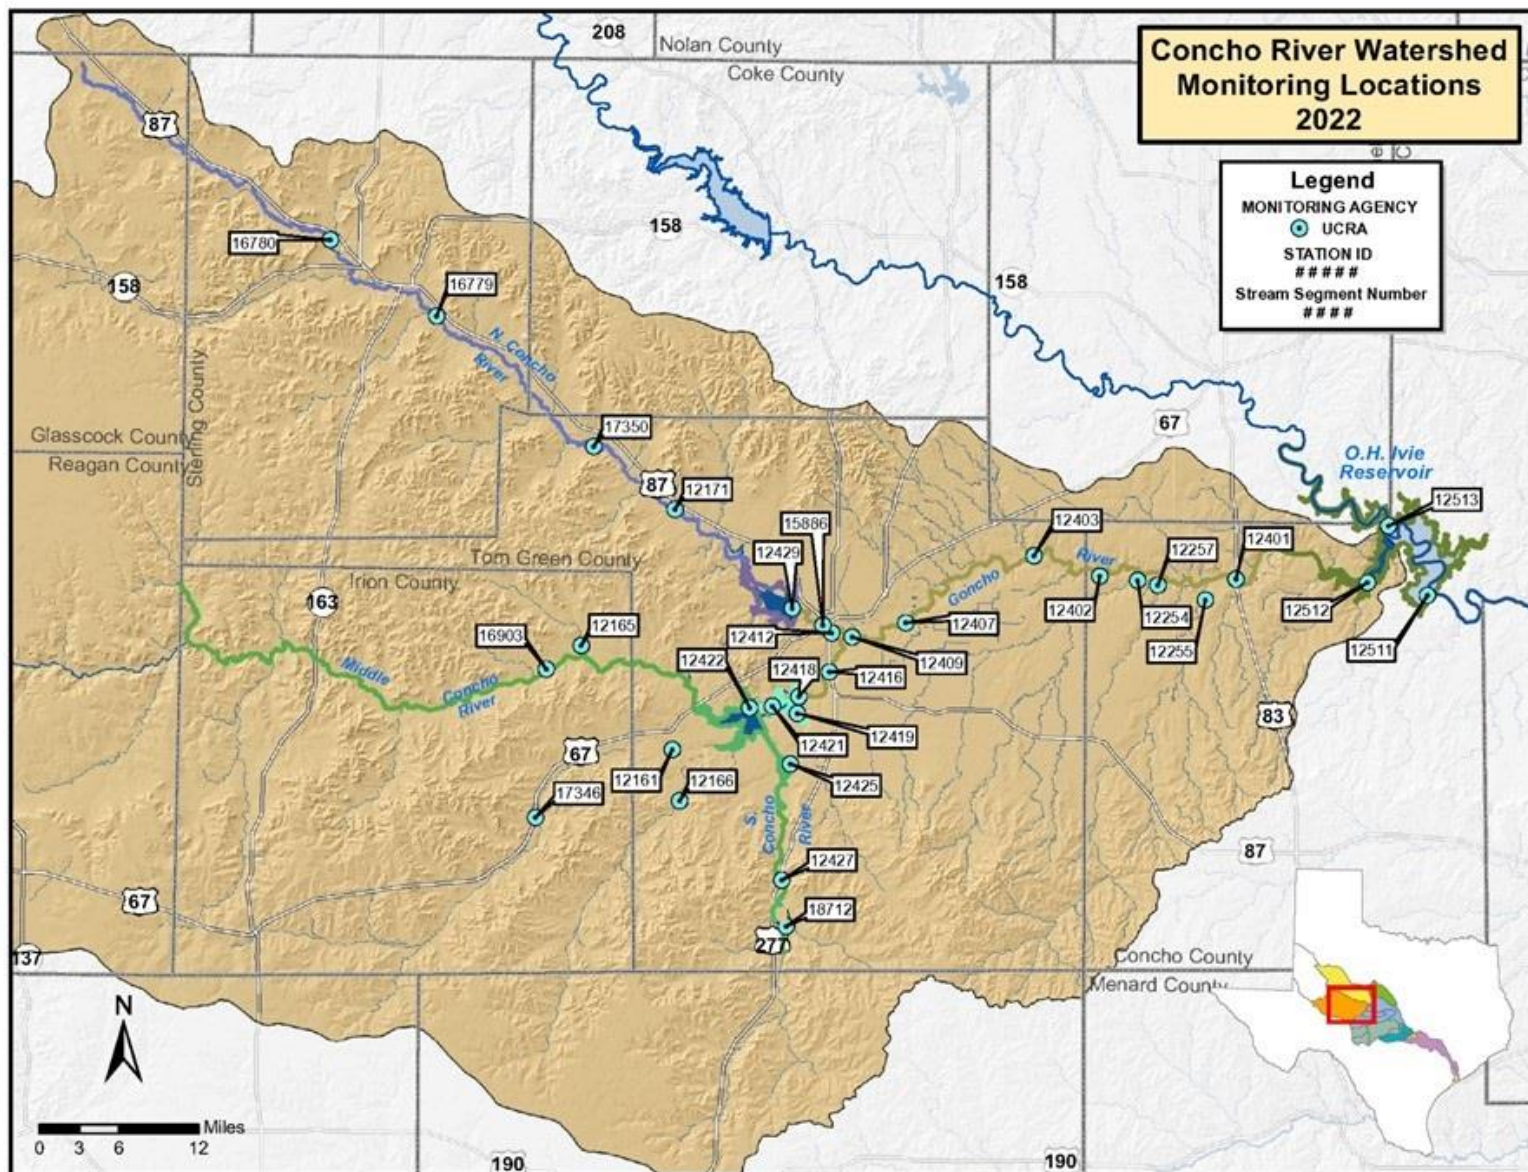 Concho River Watershed
Monitoring Locations
2022
Legend
MONITORING AGENCY
UCRA
STATION ID
# # # # #
Stream Segment Number
# # # #
208
Nolan County
Coke County
87
158
158
158
16780
16779
N. Concho
River
Sterling County
Glasscock County
Reagan County
17350
67
O.H. Ivie
Reservoir
87
12171
12513
15886
12403
12429
River
12257
12401
Tom Green County
Irion County
163
Concho
12402
12254
12512
12407
12412
12255
12511
16903
12165
12409
12422
12418
12416
Middle
Concho
River
12419
83
12421
67
12161
12166
12425
17346
S.
Concho
River
12427
87
67
18712
277
137
Concho County
Menard County
N
Miles
0 3 6 12
190
190